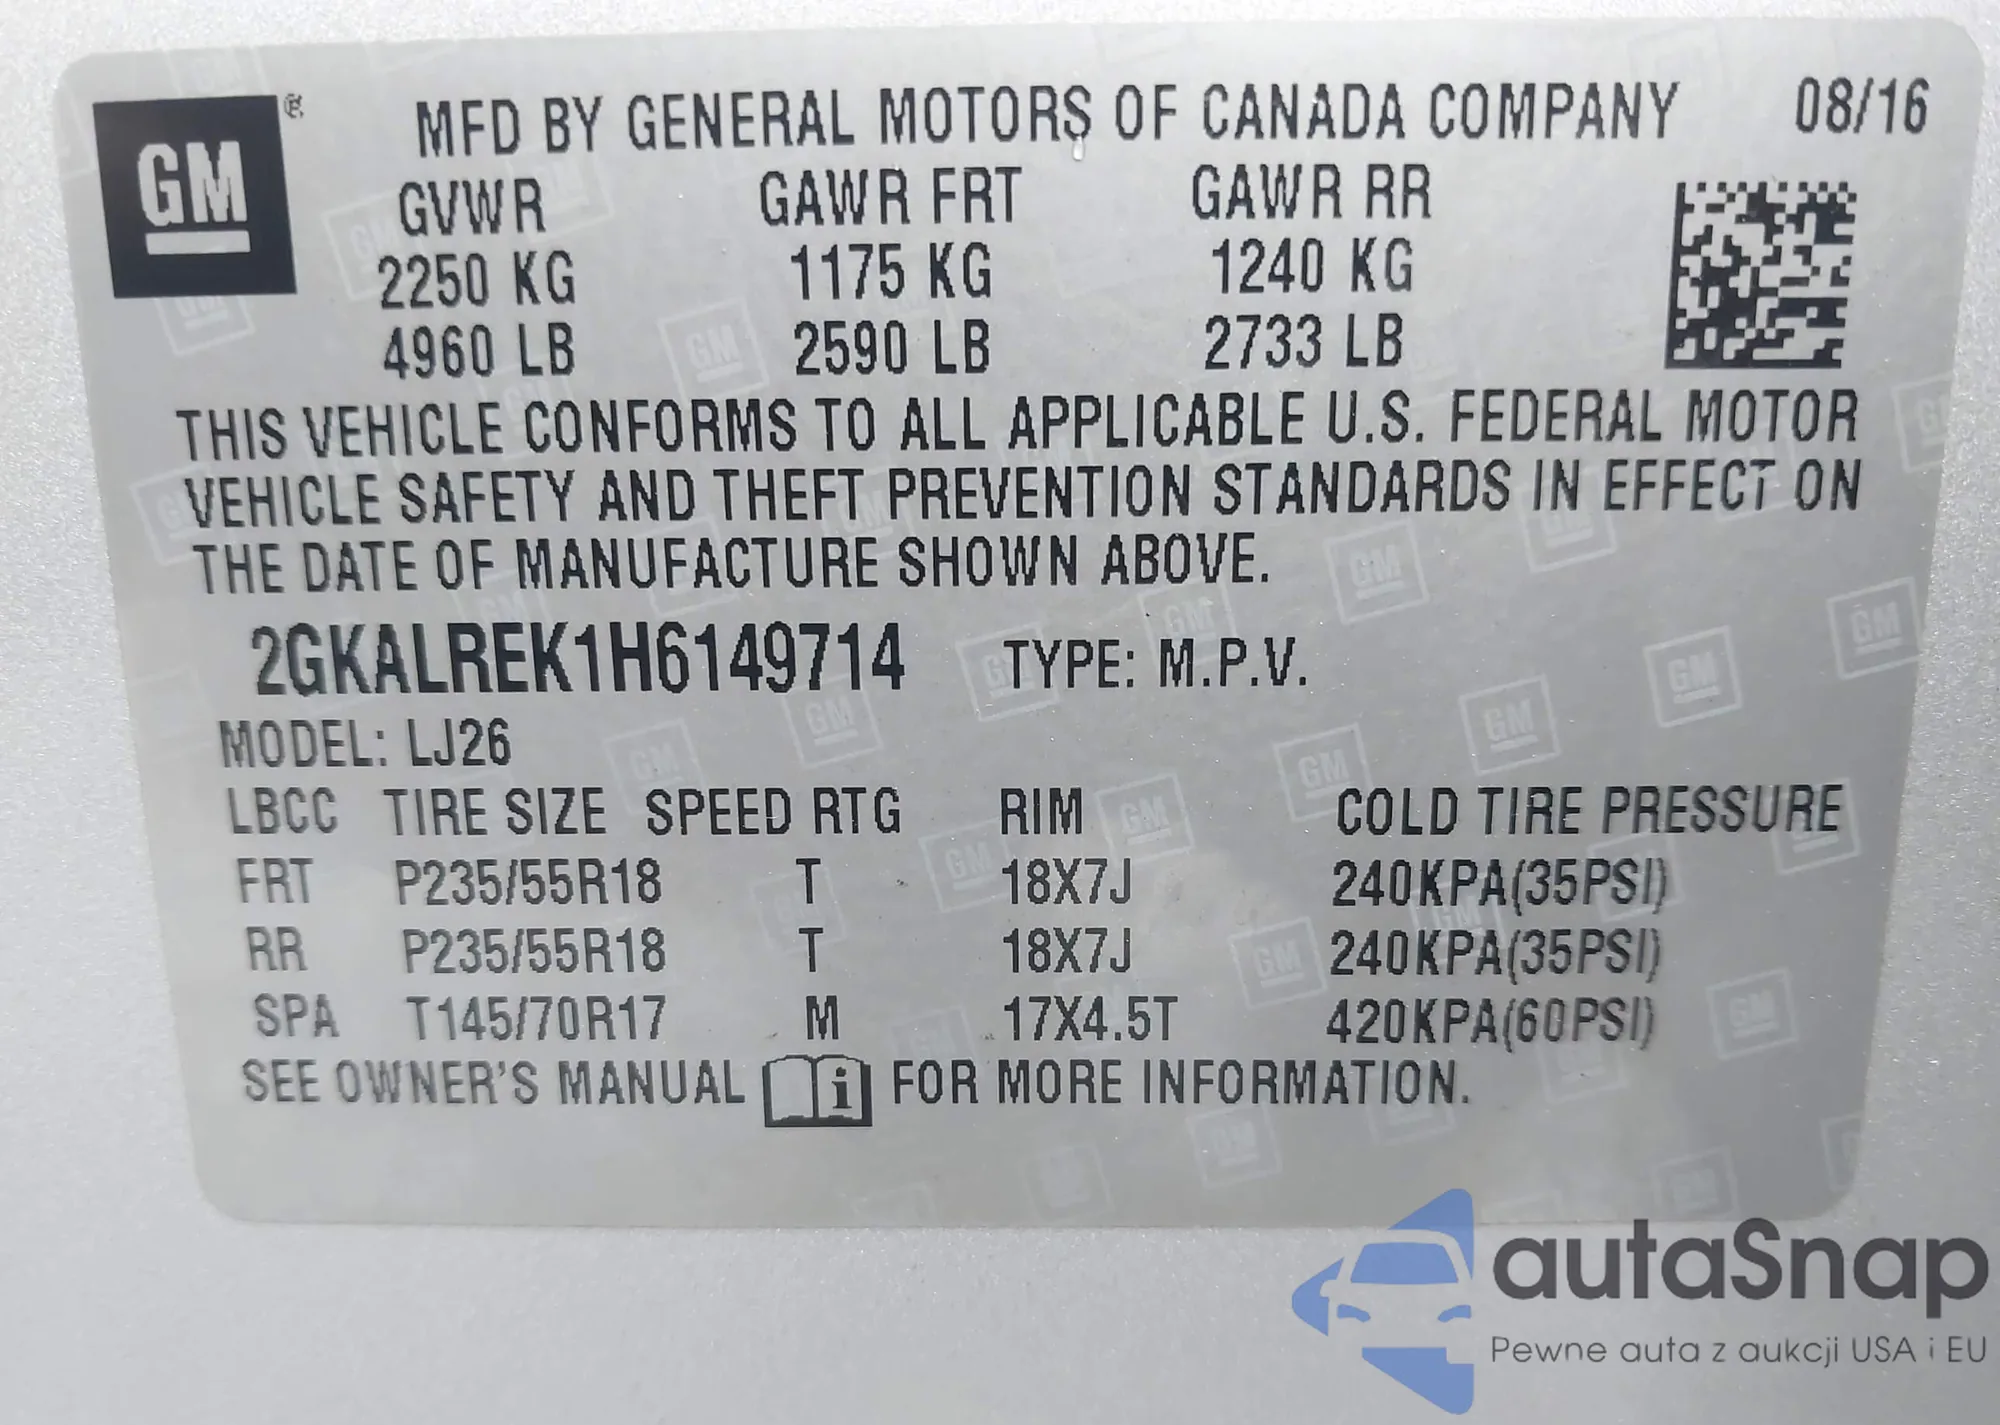 GM®
MFD BY GENERAL MOTORS OF CANADA COMPANY 08/16
GVWR GAWR FRT GAWR RR
2250 KG 1175 KG 1240 KG
4960 LB 2590 LB 2733 LB
THIS VEHICLE CONFORMS TO ALL APPLICABLE U.S. FEDERAL MOTOR
VEHICLE SAFETY AND THEFT PREVENTION STANDARDS IN EFFECT ON
THE DATE OF MANUFACTURE SHOWN ABOVE.
2GKALREK1H6149714 TYPE: M.P.V.
MODEL: LJ26
LBCC TIRE SIZE SPEED RTG RIM COLD TIRE PRESSURE
FRT P235/55R18 T 18X7J 240KPA(35PSI)
RR P235/55R18 T 18X7J 240KPA(35PSI)
SPA T145/70R17 M 17X4.5T 420KPA(60PSI)
SEE OWNER'S MANUAL i FOR MORE INFORMATION.
autaSnap
Pewne auta z aukcji USA i EU